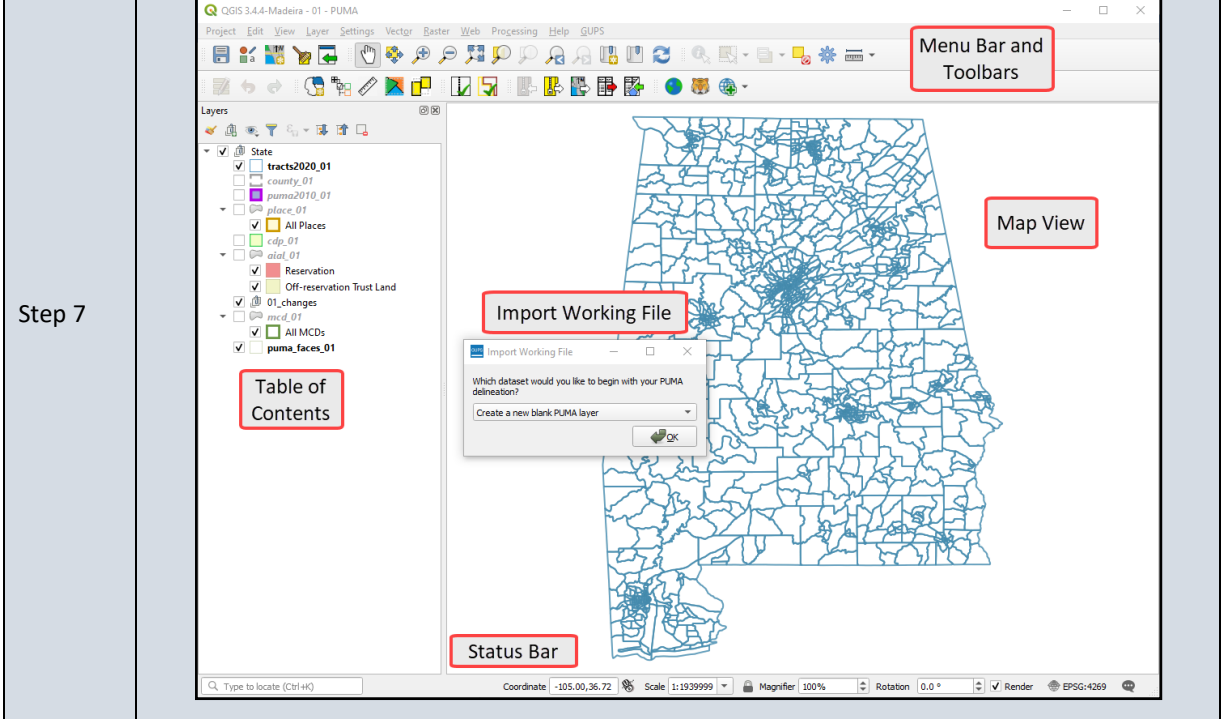 Step 7
QGIS 3.4.4-Madeira - 01 - PUMA
Project Edit View Layer Settings Vector Raster Web Processing Help GUPS
Menu Bar and
Toolbars
Layers
State
tracts2020_01
county_01
puma2010_01
place_01
All Places
cdp_01
aial_01
Reservation
Off-reservation Trust Land
01_changes
mcd_01
All MCDs
puma_faces_01
Table of
Contents
Map View
Import Working File
Import Working File
Which dataset would you like to begin with your PUMA
delineation?
Create a new blank PUMA layer
OK
Status Bar
Type to locate (Ctrl+K) Coordinate -105.00,36.72 Scale 1:1939999 Magnifier 100% Rotation 0.0 ° Render EPSG:4269